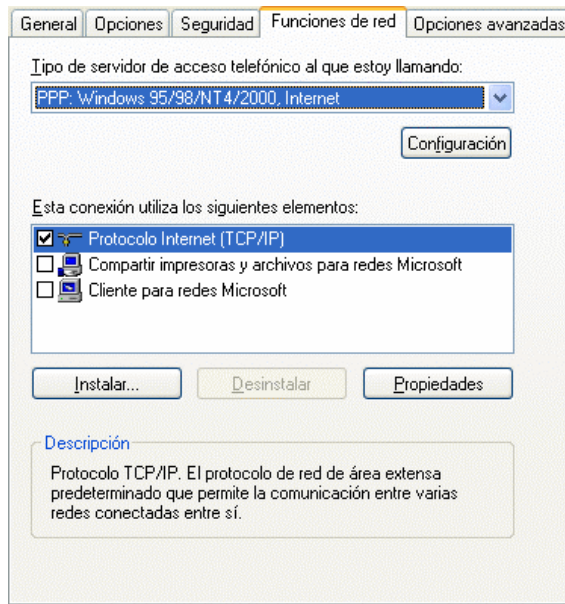 General Opciones Seguridad Funciones de red Opciones avanzadas
Tipo de servidor de acceso telefónico al que estoy llamando:
PPP: Windows 95/98/NT4/2000, Internet
Configuración
Esta conexión utiliza los siguientes elementos:
Protocolo Internet (TCP/IP)
Compartir impresoras y archivos para redes Microsoft
Cliente para redes Microsoft
Instalar... Desinstalar Propiedades
Descripción
Protocolo TCP/IP. El protocolo de red de área extensa
predeterminado que permite la comunicación entre varias
redes conectadas entre sí.